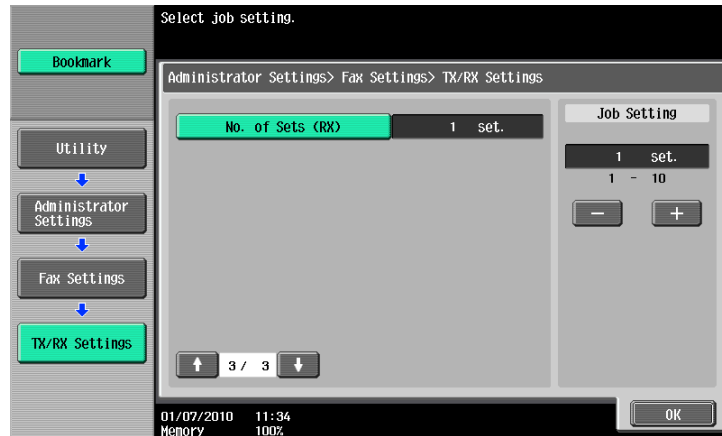 Select job setting.
Bookmark
Administrator Settings> Fax Settings> TX/RX Settings
No. of Sets (RX)
1 set.
Job Setting
1 set.
1 - 10
Utility
Administrator
Settings
Fax Settings
TX/RX Settings
3/ 3
OK
01/07/2010 11:34
Memory 100%